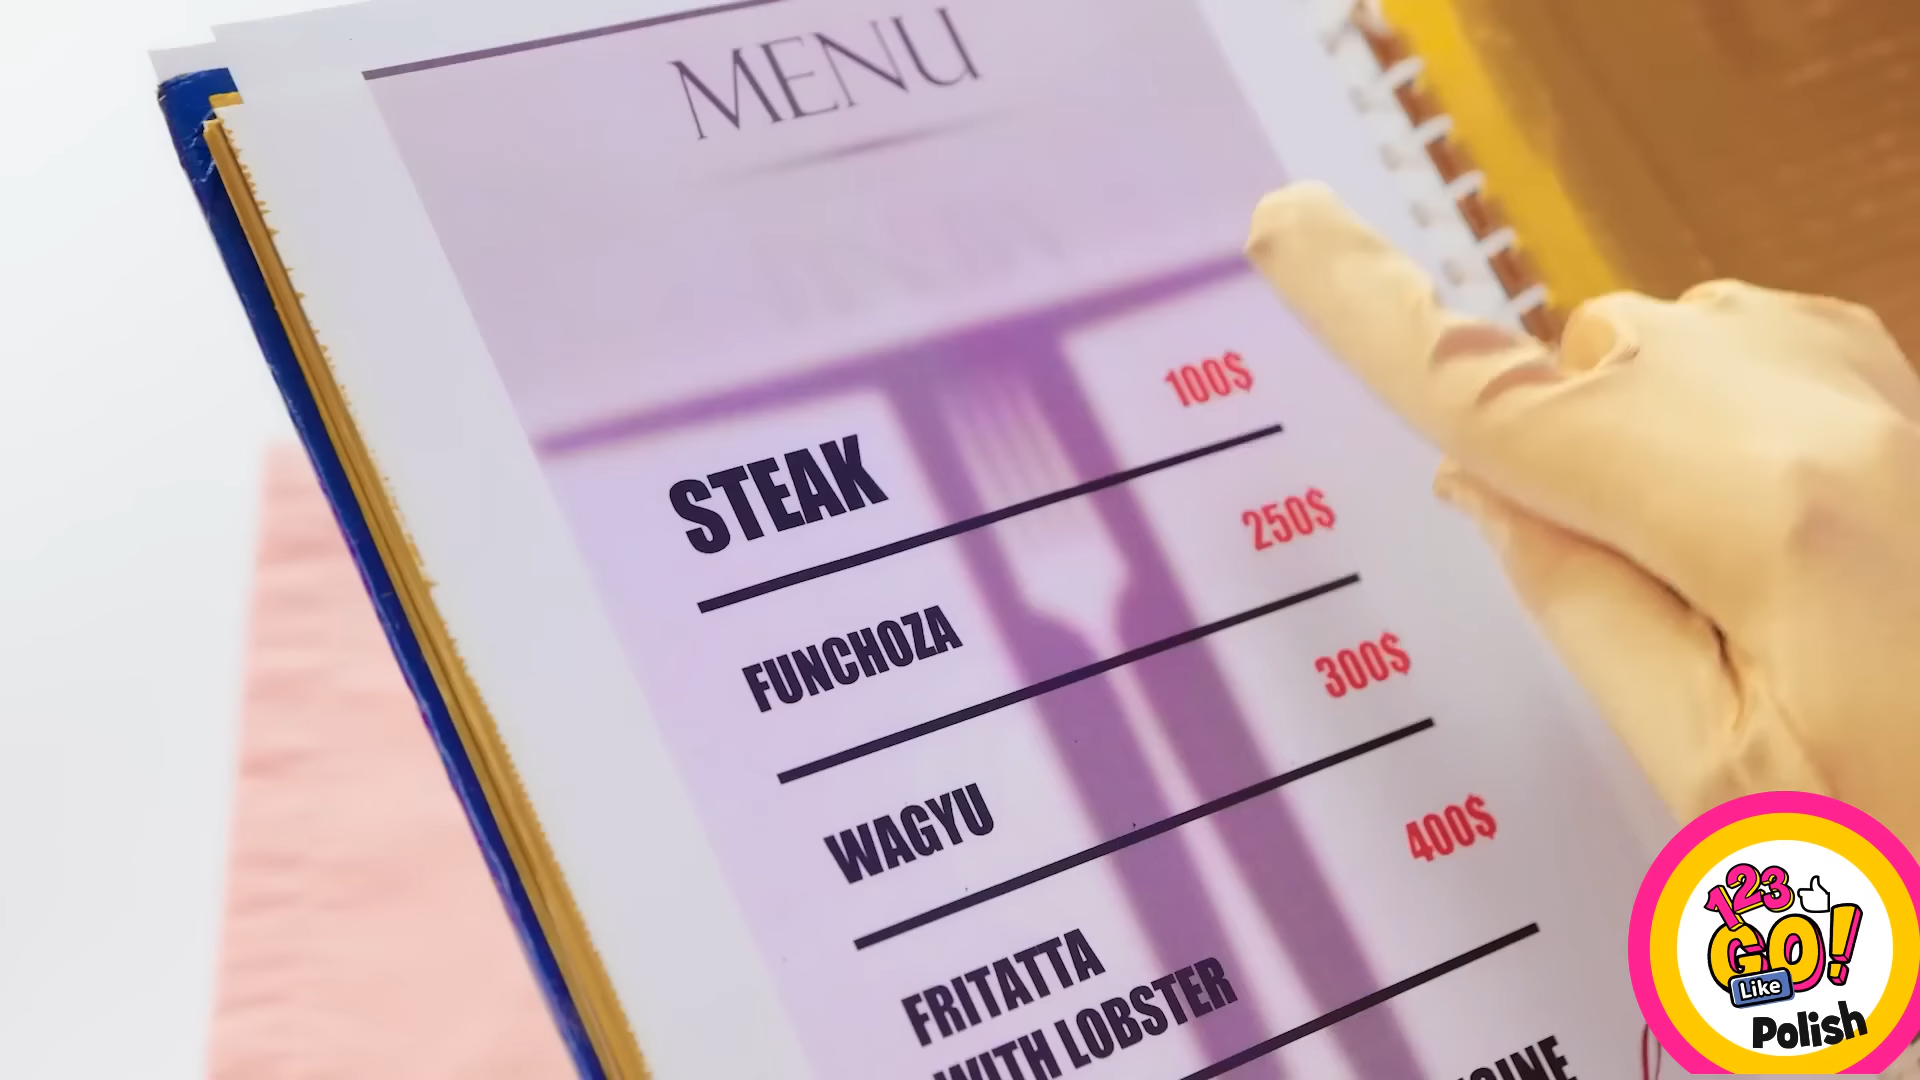 MENU
STEAK 100$
FUNCHOZA 250$
WAGYU 300$
FRITATTA 400$
WITH LOBSTER
123
GO!
Like
Polish